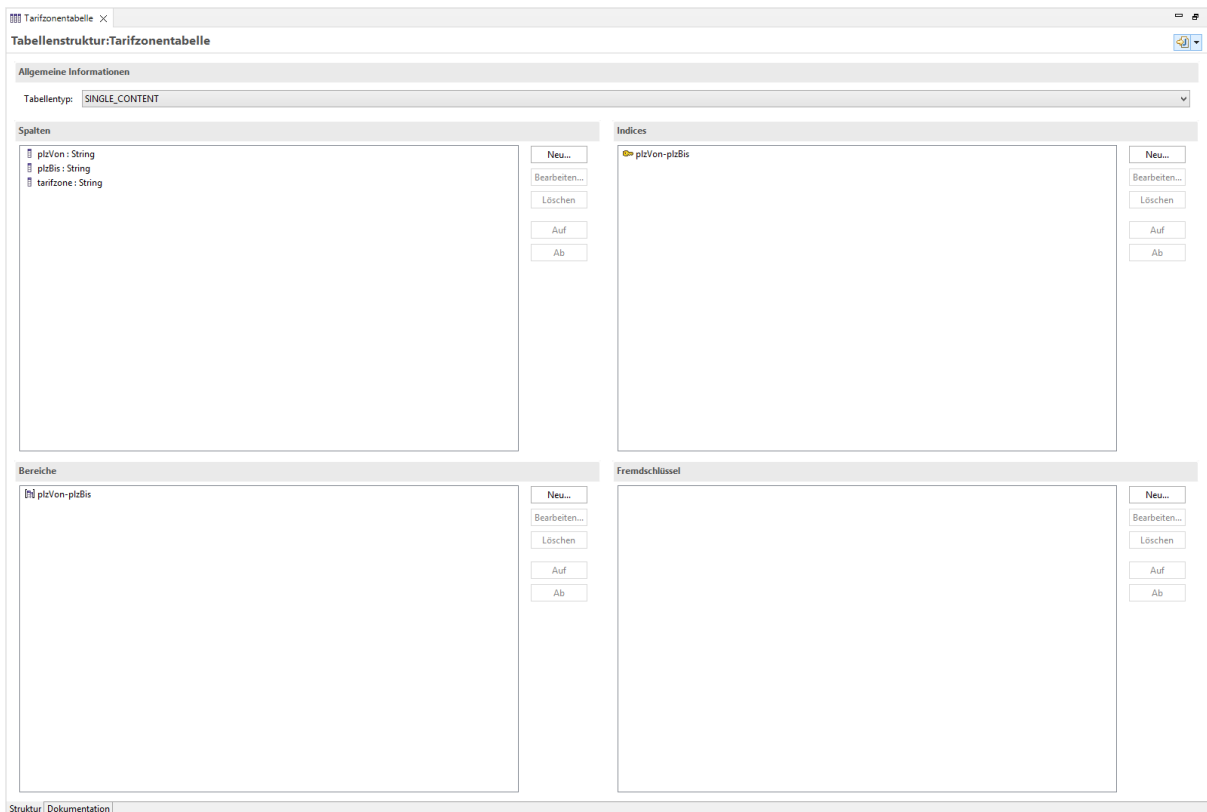 Tarifzonentabelle
Tabellenstruktur:Tarifzonentabelle
Allgemeine Informationen
Tabellentyp: SINGLE_CONTENT
Spalten
plzVon : String
plzBis : String
tarifzone : String
Neu...
Bearbeiten...
Löschen
Auf
Ab
Indices
plzVon-plzBis
Neu...
Bearbeiten...
Löschen
Auf
Ab
Bereiche
plzVon-plzBis
Neu...
Bearbeiten...
Löschen
Auf
Ab
Fremdschlüssel
Neu...
Bearbeiten...
Löschen
Auf
Ab
Struktur Dokumentation